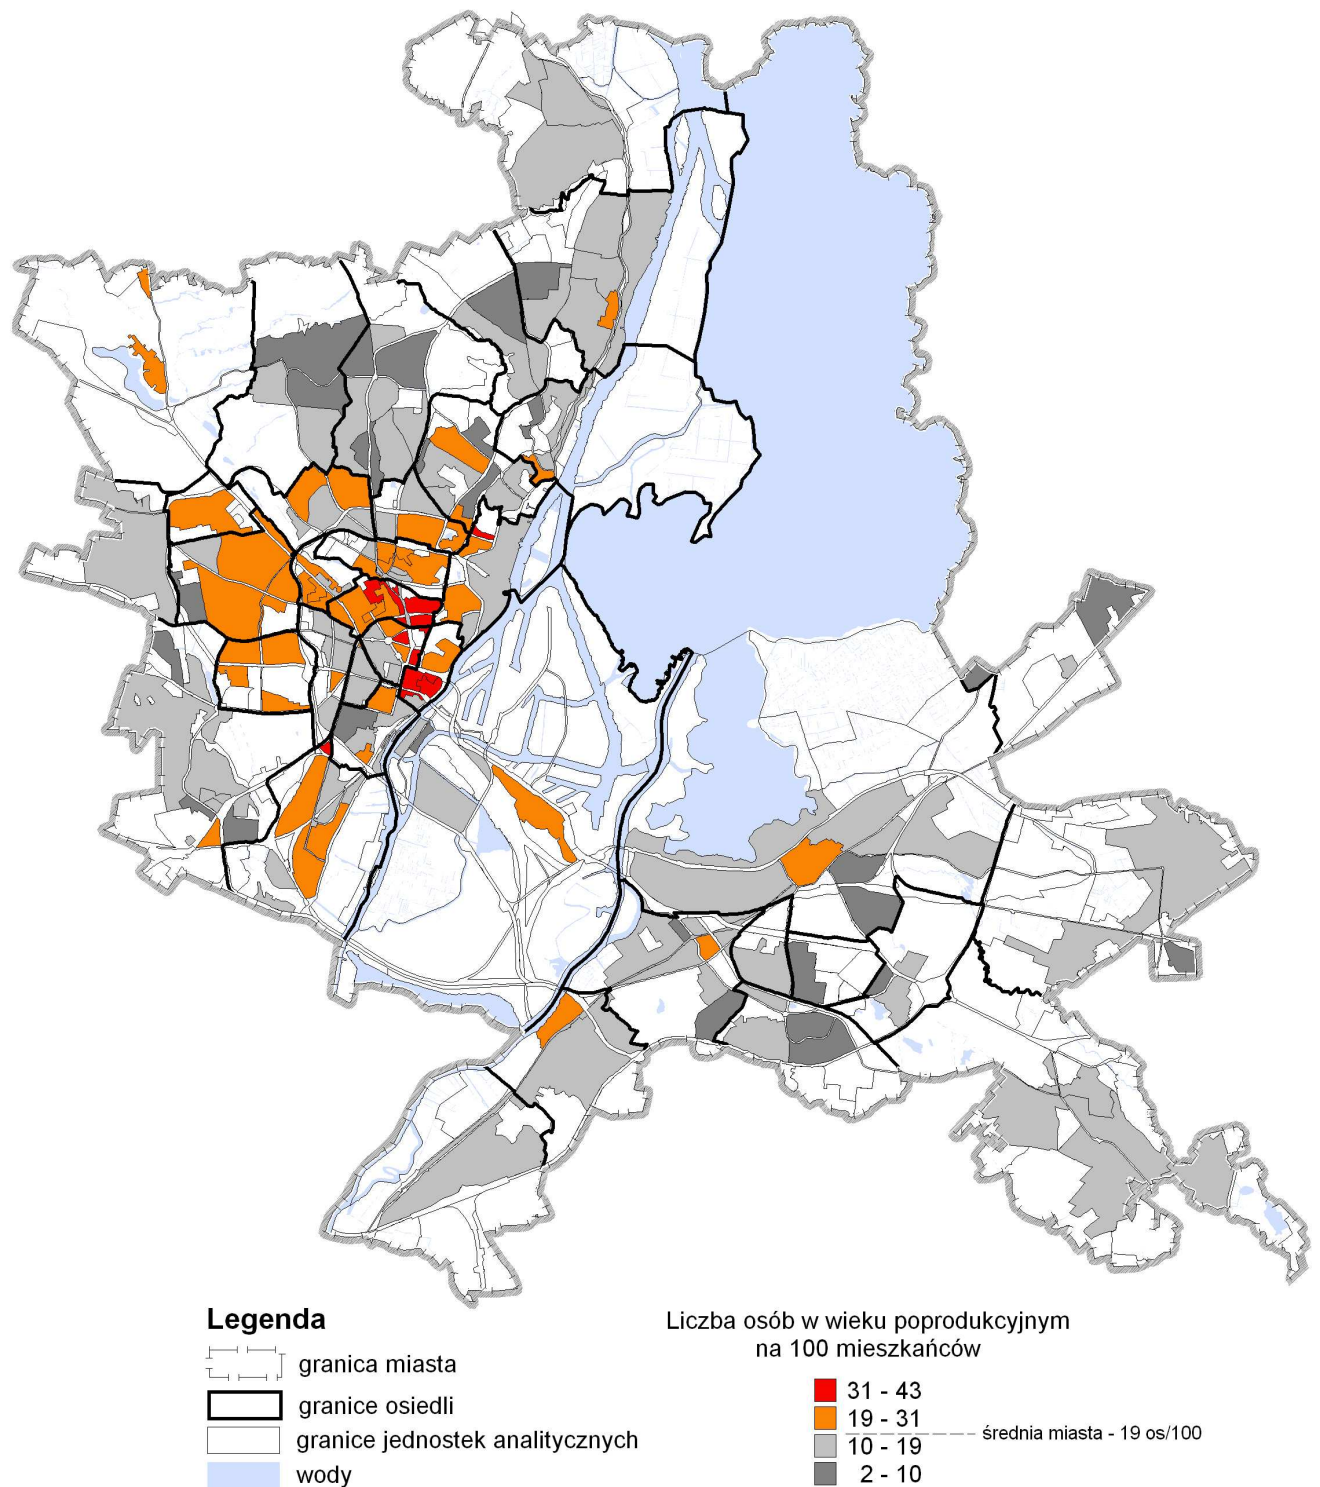 Legenda
granica miasta
granice osiedli
granice jednostek analitycznych
wody
Liczba osób w wieku poprodukcyjnym
na 100 mieszkańców
31 - 43
19 - 31
średnia miasta - 19 os/100
10 - 19
2 - 10